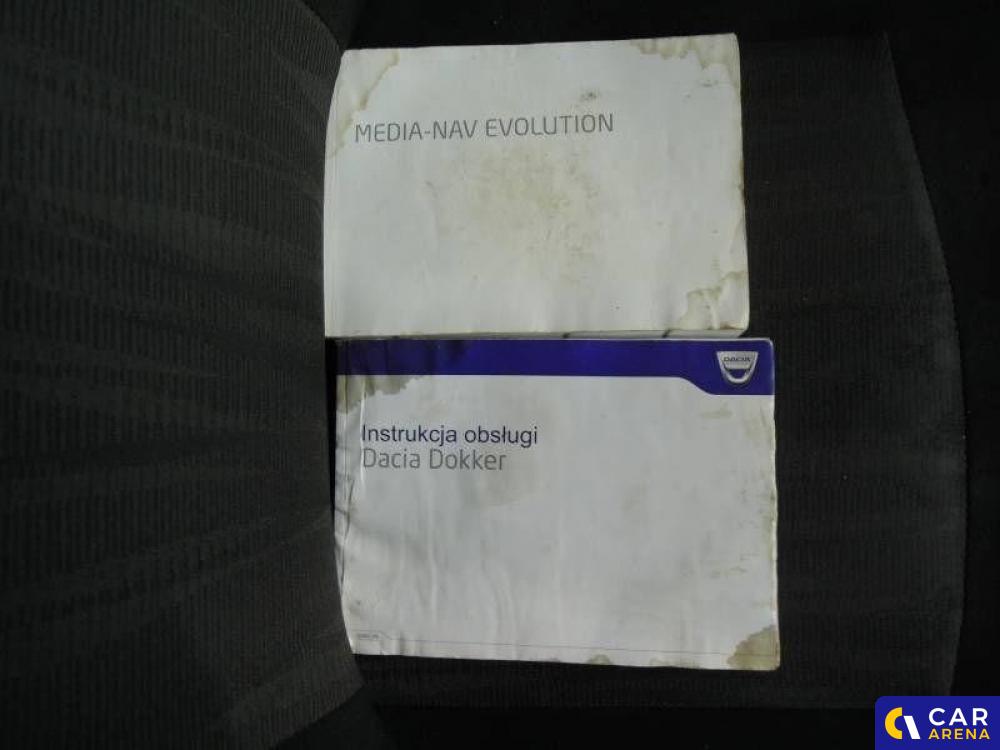 MEDIA-NAV EVOLUTION
DACIA
Instrukcja obsługi
Dacia Dokker
CAR
ARENA